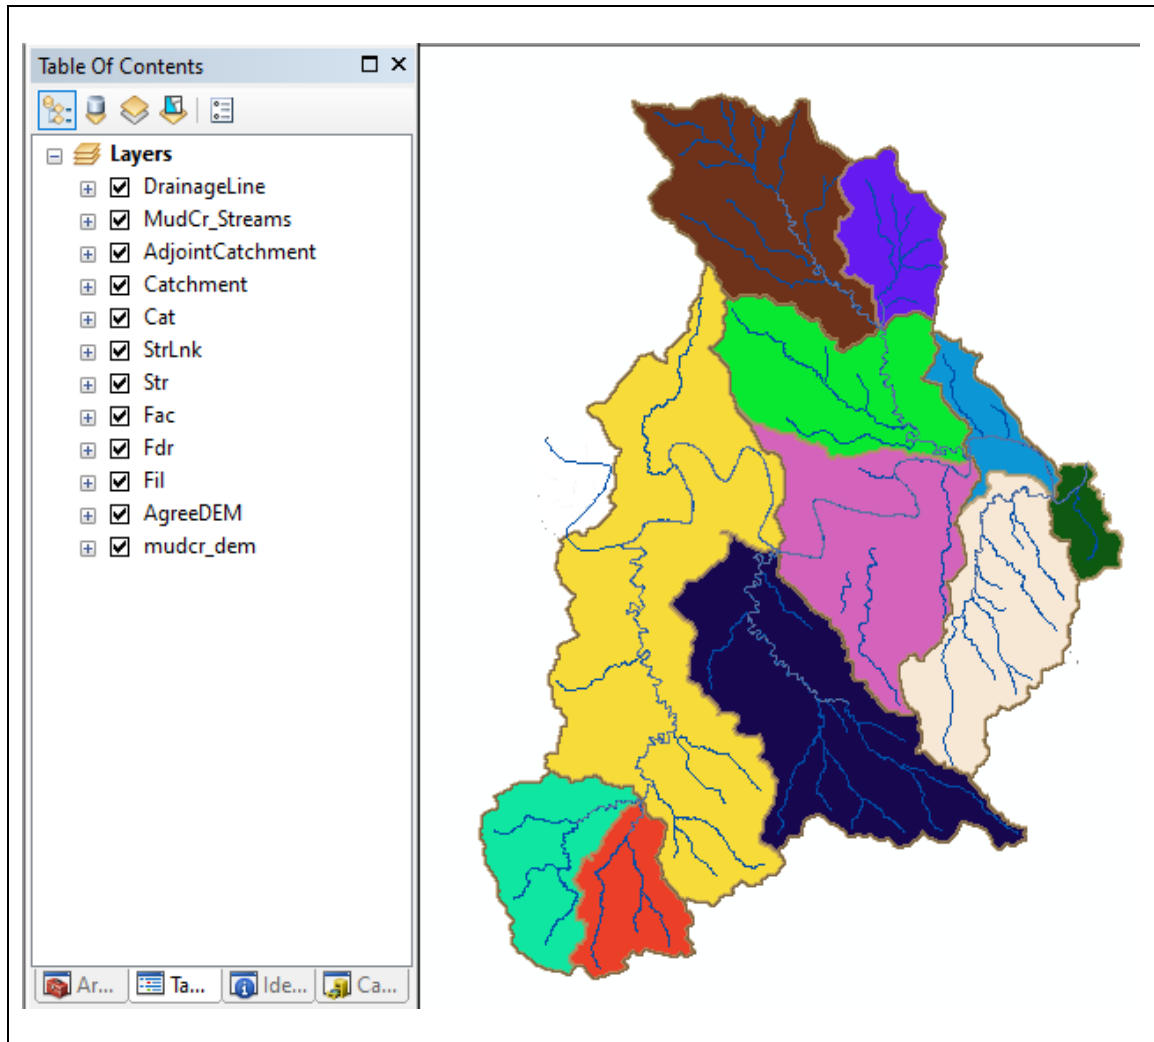 Table Of Contents
Layers
DrainageLine
MudCr_Streams
AdjointCatchment
Catchment
Cat
StrLnk
Str
Fac
Fdr
Fil
AgreeDEM
mudcr_dem
Ar... Ta... Ide... Ca...